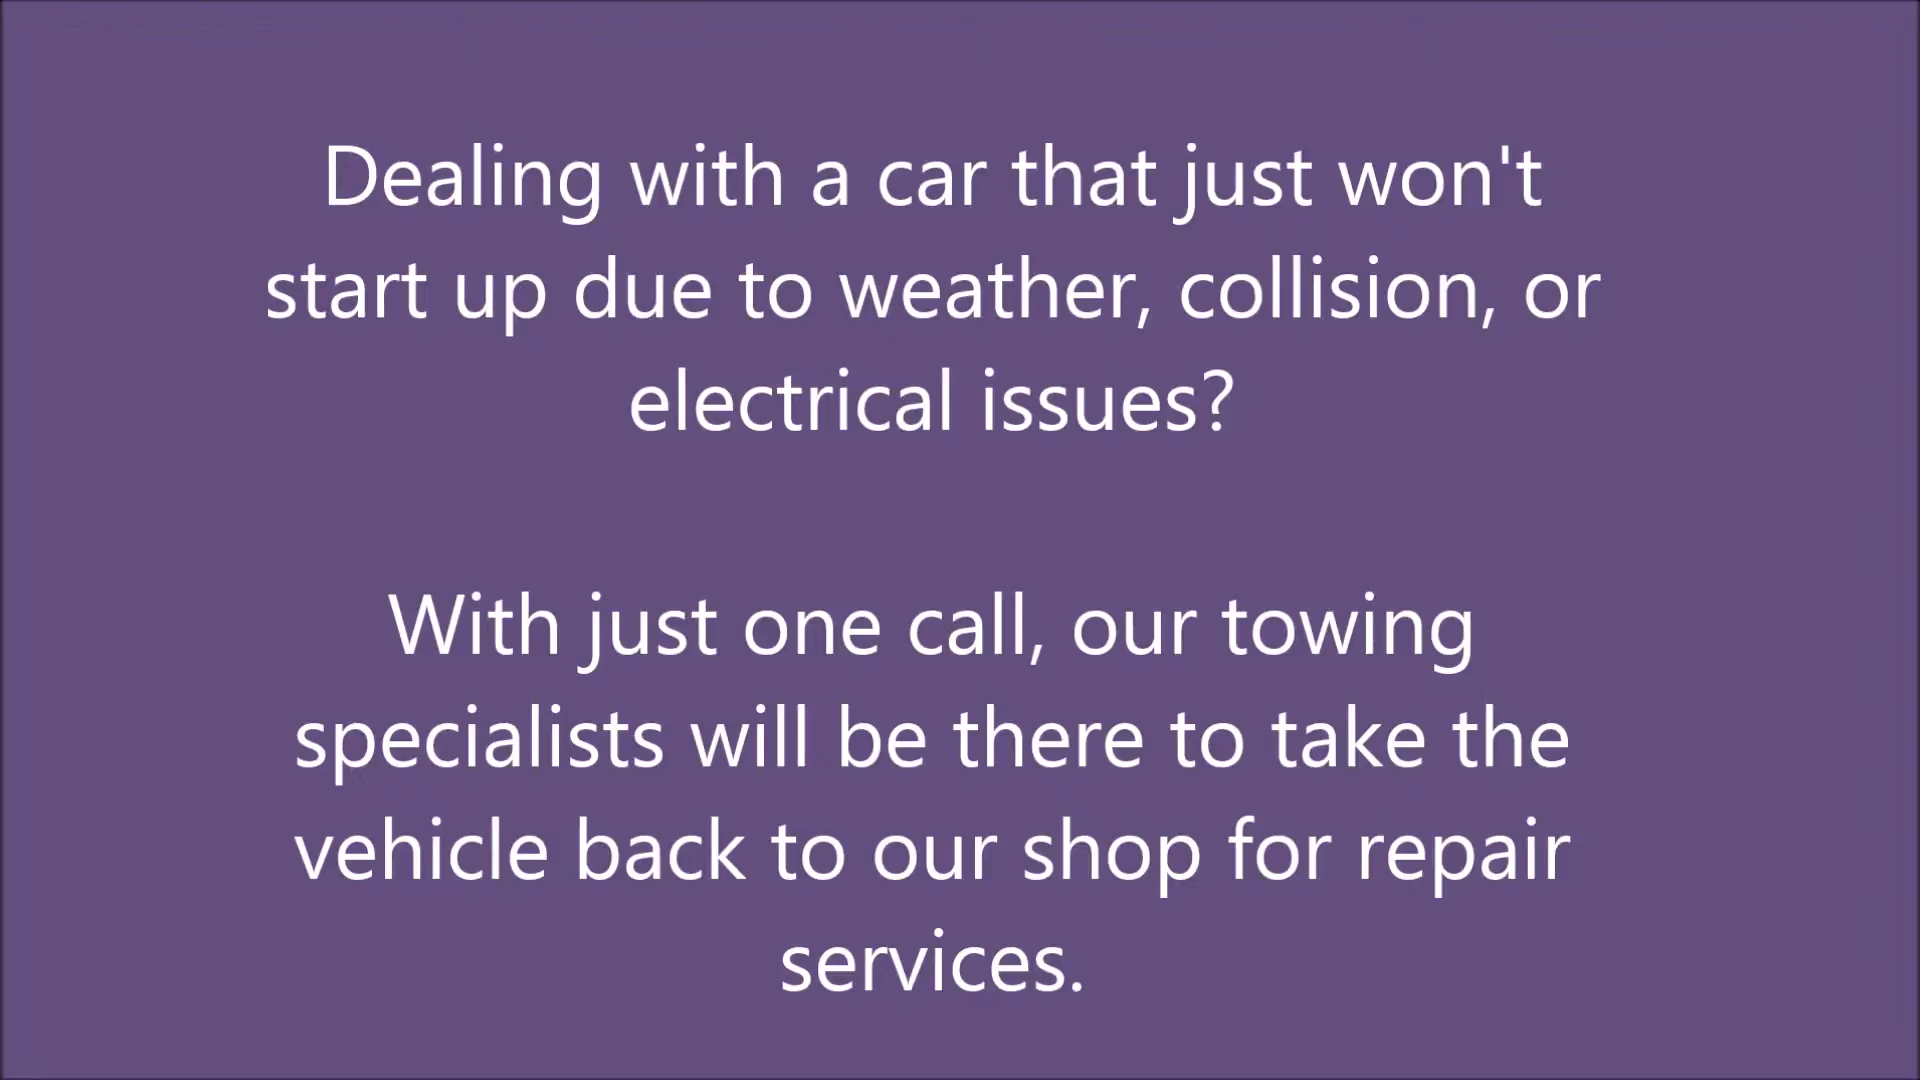 Dealing with a car that just won't
start up due to weather, collision, or
electrical issues?
With just one call, our towing
specialists will be there to take the
vehicle back to our shop for repair
services.